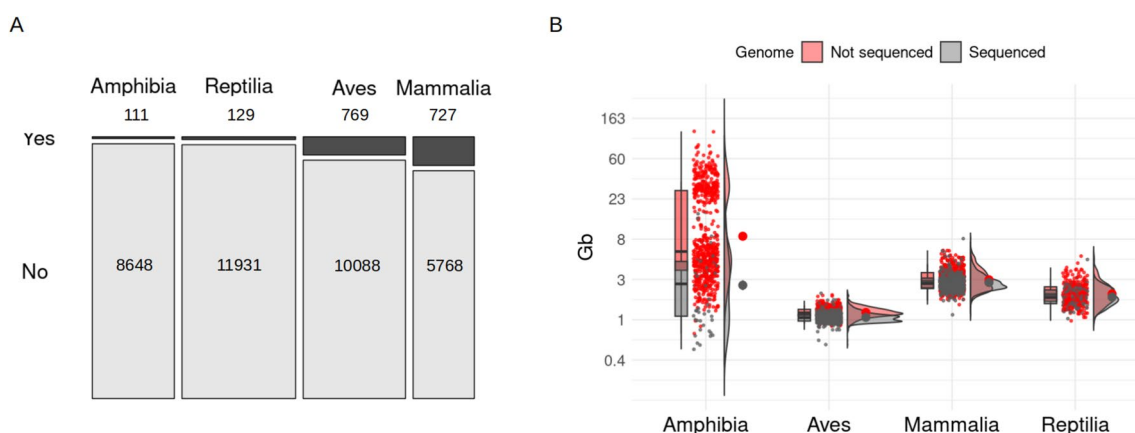 A
Amphibia Reptilia Aves Mammalia
111 129 769 727
Yes
No
8648 11931 10088 5768
B
Genome Not sequenced Sequenced
Gb
163
60
23
8
3
1
0.4
Amphibia Aves Mammalia Reptilia